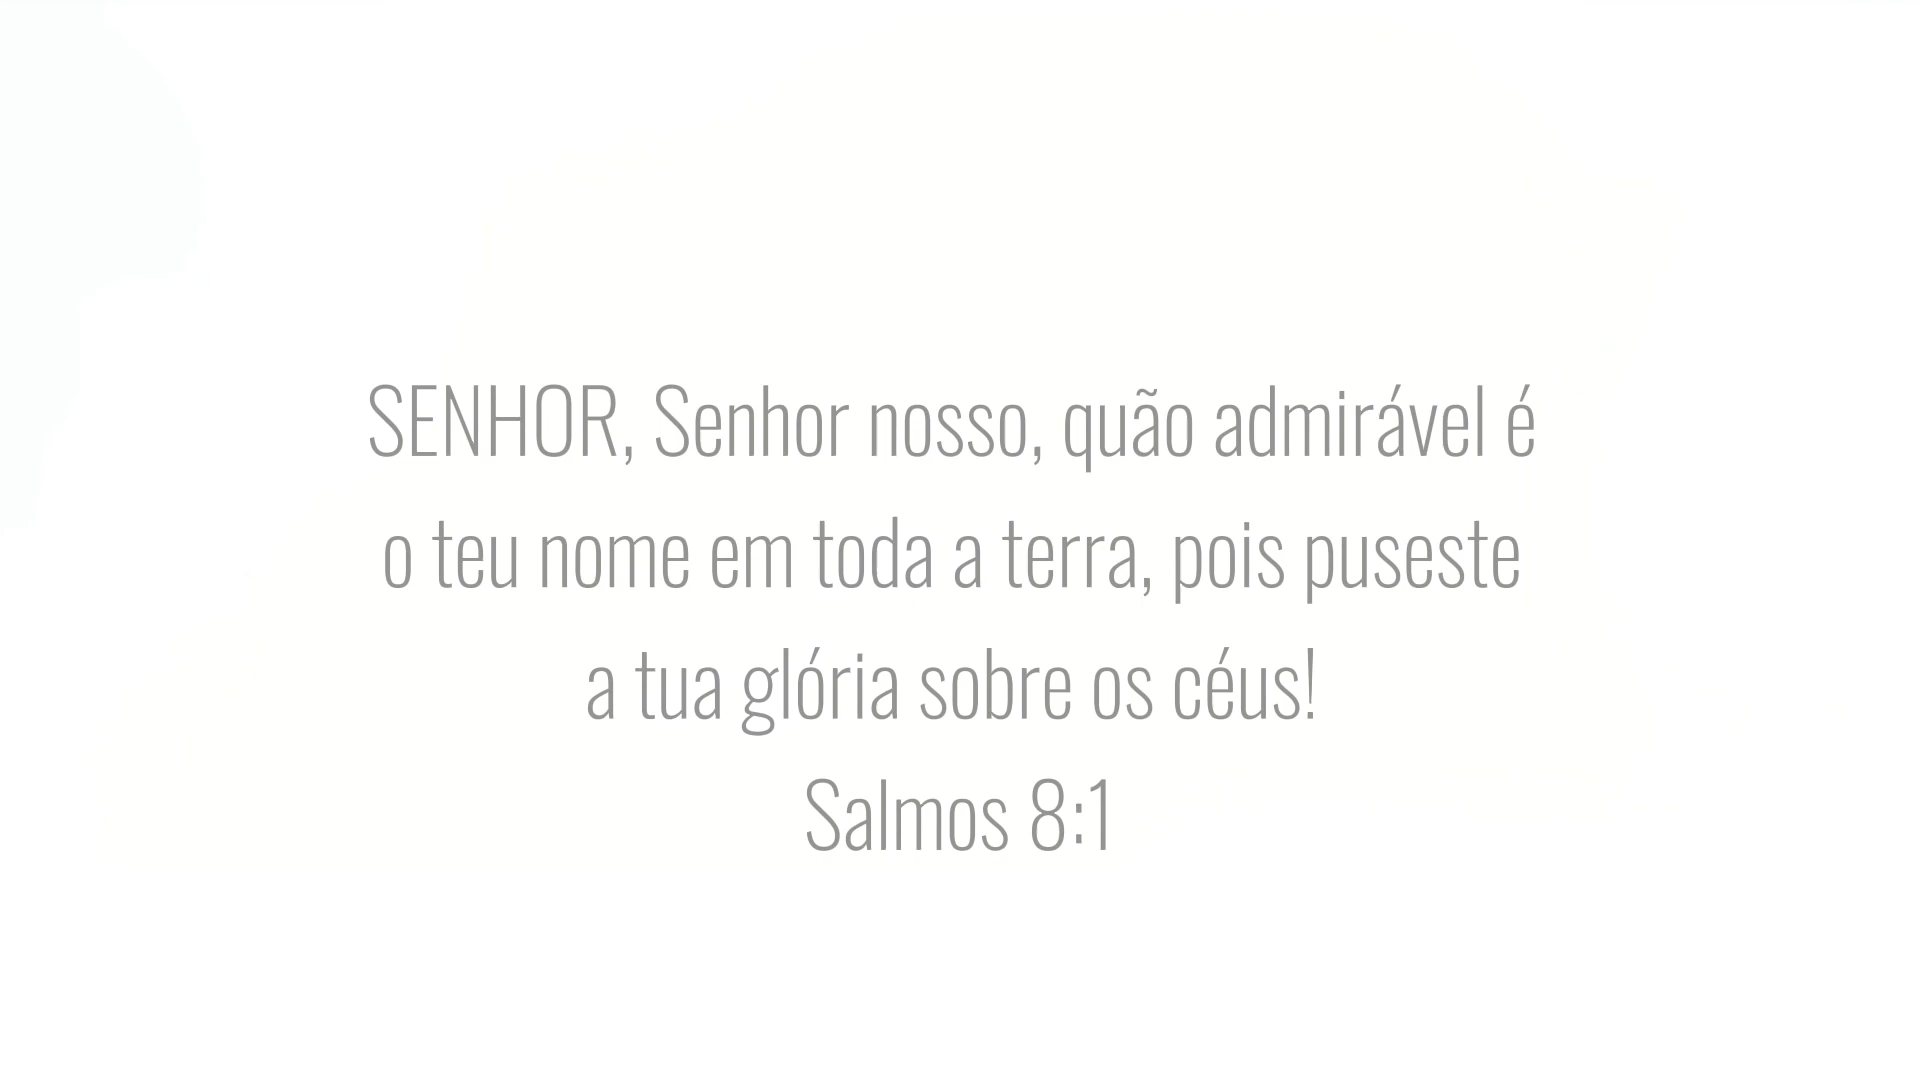 SENHOR, Senhor nosso, quão admirável é
o teu nome em toda a terra, pois puseste
a tua glória sobre os céus!
Salmos 8:1